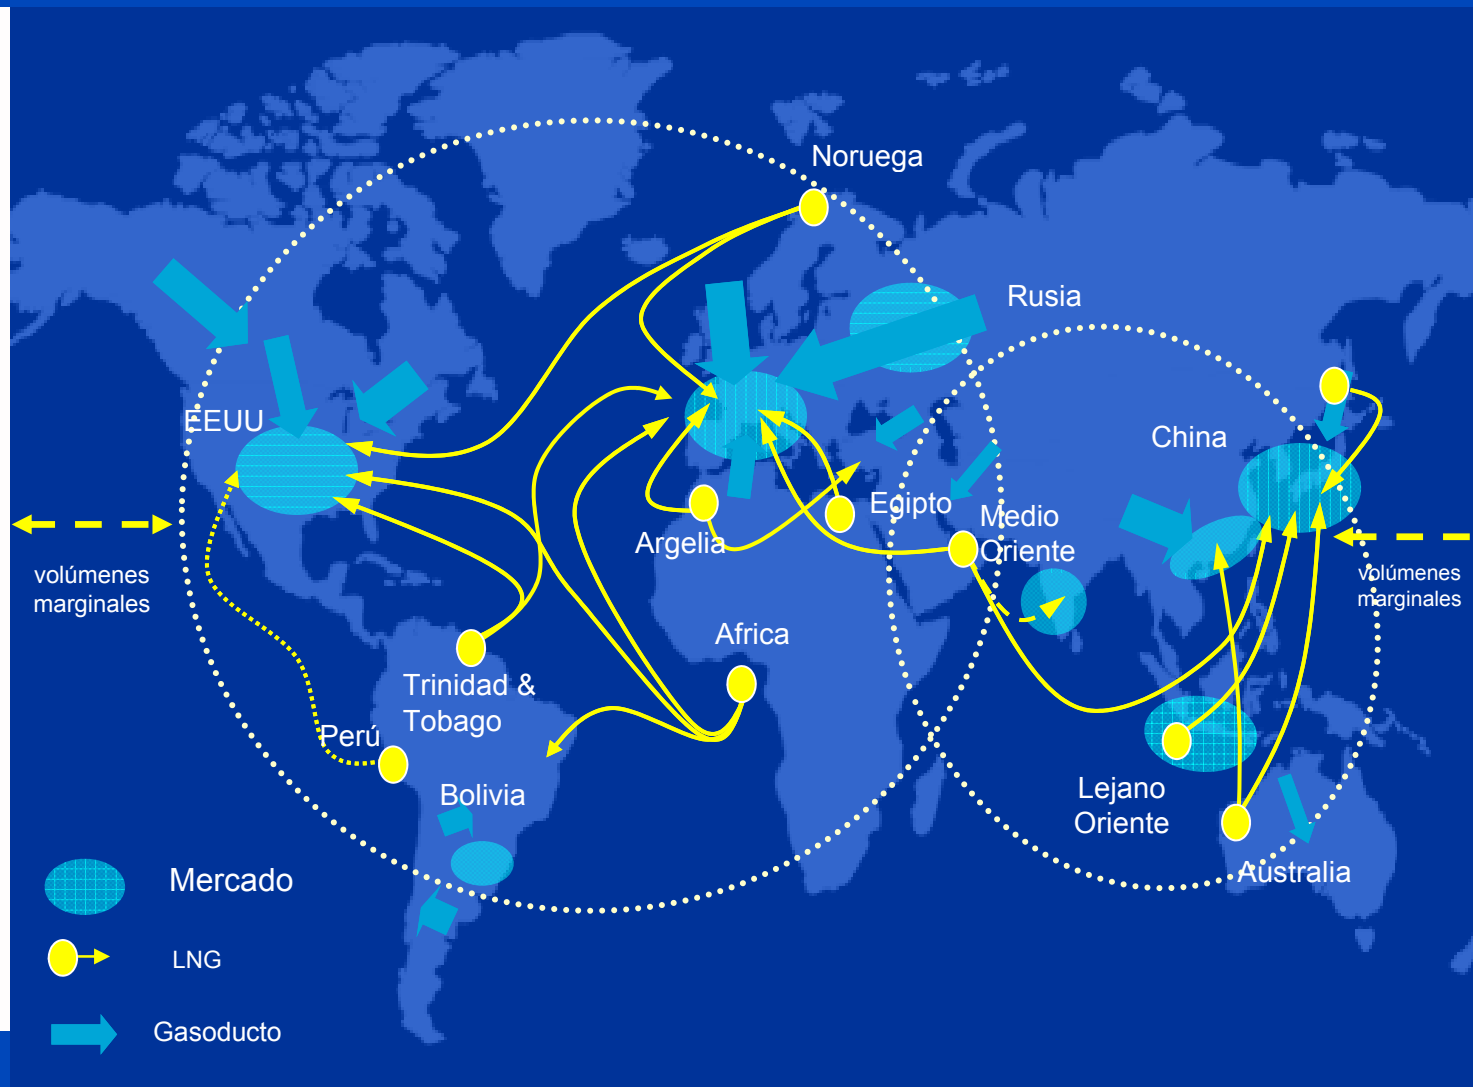 Noruega
Rusia
EEUU
China
Egipto
Medio
Oriente
Argelia
volúmenes
marginales
volúmenes
marginales
Africa
Trinidad &
Tobago
Perú
Bolivia
Lejano
Oriente
Australia
Mercado
LNG
Gasoducto